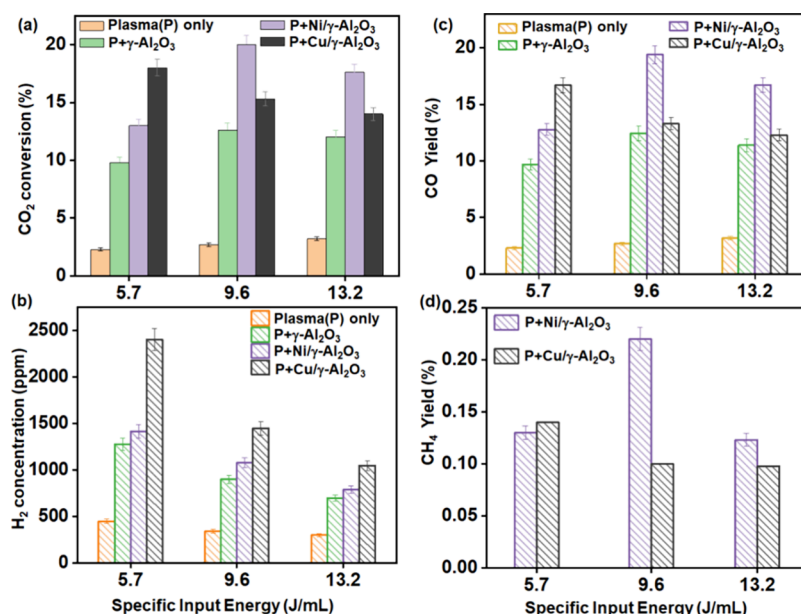 (a)
Plasma(P) only
P+γ-Al2O3
P+Ni/γ-Al2O3
P+Cu/γ-Al2O3
CO2 conversion (%)
20
15
10
5
0
5.7 9.6 13.2
(c)
Plasma(P) only
P+γ-Al2O3
P+Ni/γ-Al2O3
P+Cu/γ-Al2O3
CO Yield (%)
20
15
10
5
0
5.7 9.6 13.2
(b)
Plasma(P) only
P+γ-Al2O3
P+Ni/γ-Al2O3
P+Cu/γ-Al2O3
H2 concentration (ppm)
2500
2000
1500
1000
500
0
5.7 9.6 13.2
Specific Input Energy (J/mL)
(d)
P+Ni/γ-Al2O3
P+Cu/γ-Al2O3
CH4 Yield (%)
0.25
0.20
0.15
0.10
0.05
0.00
5.7 9.6 13.2
Specific Input Energy (J/mL)